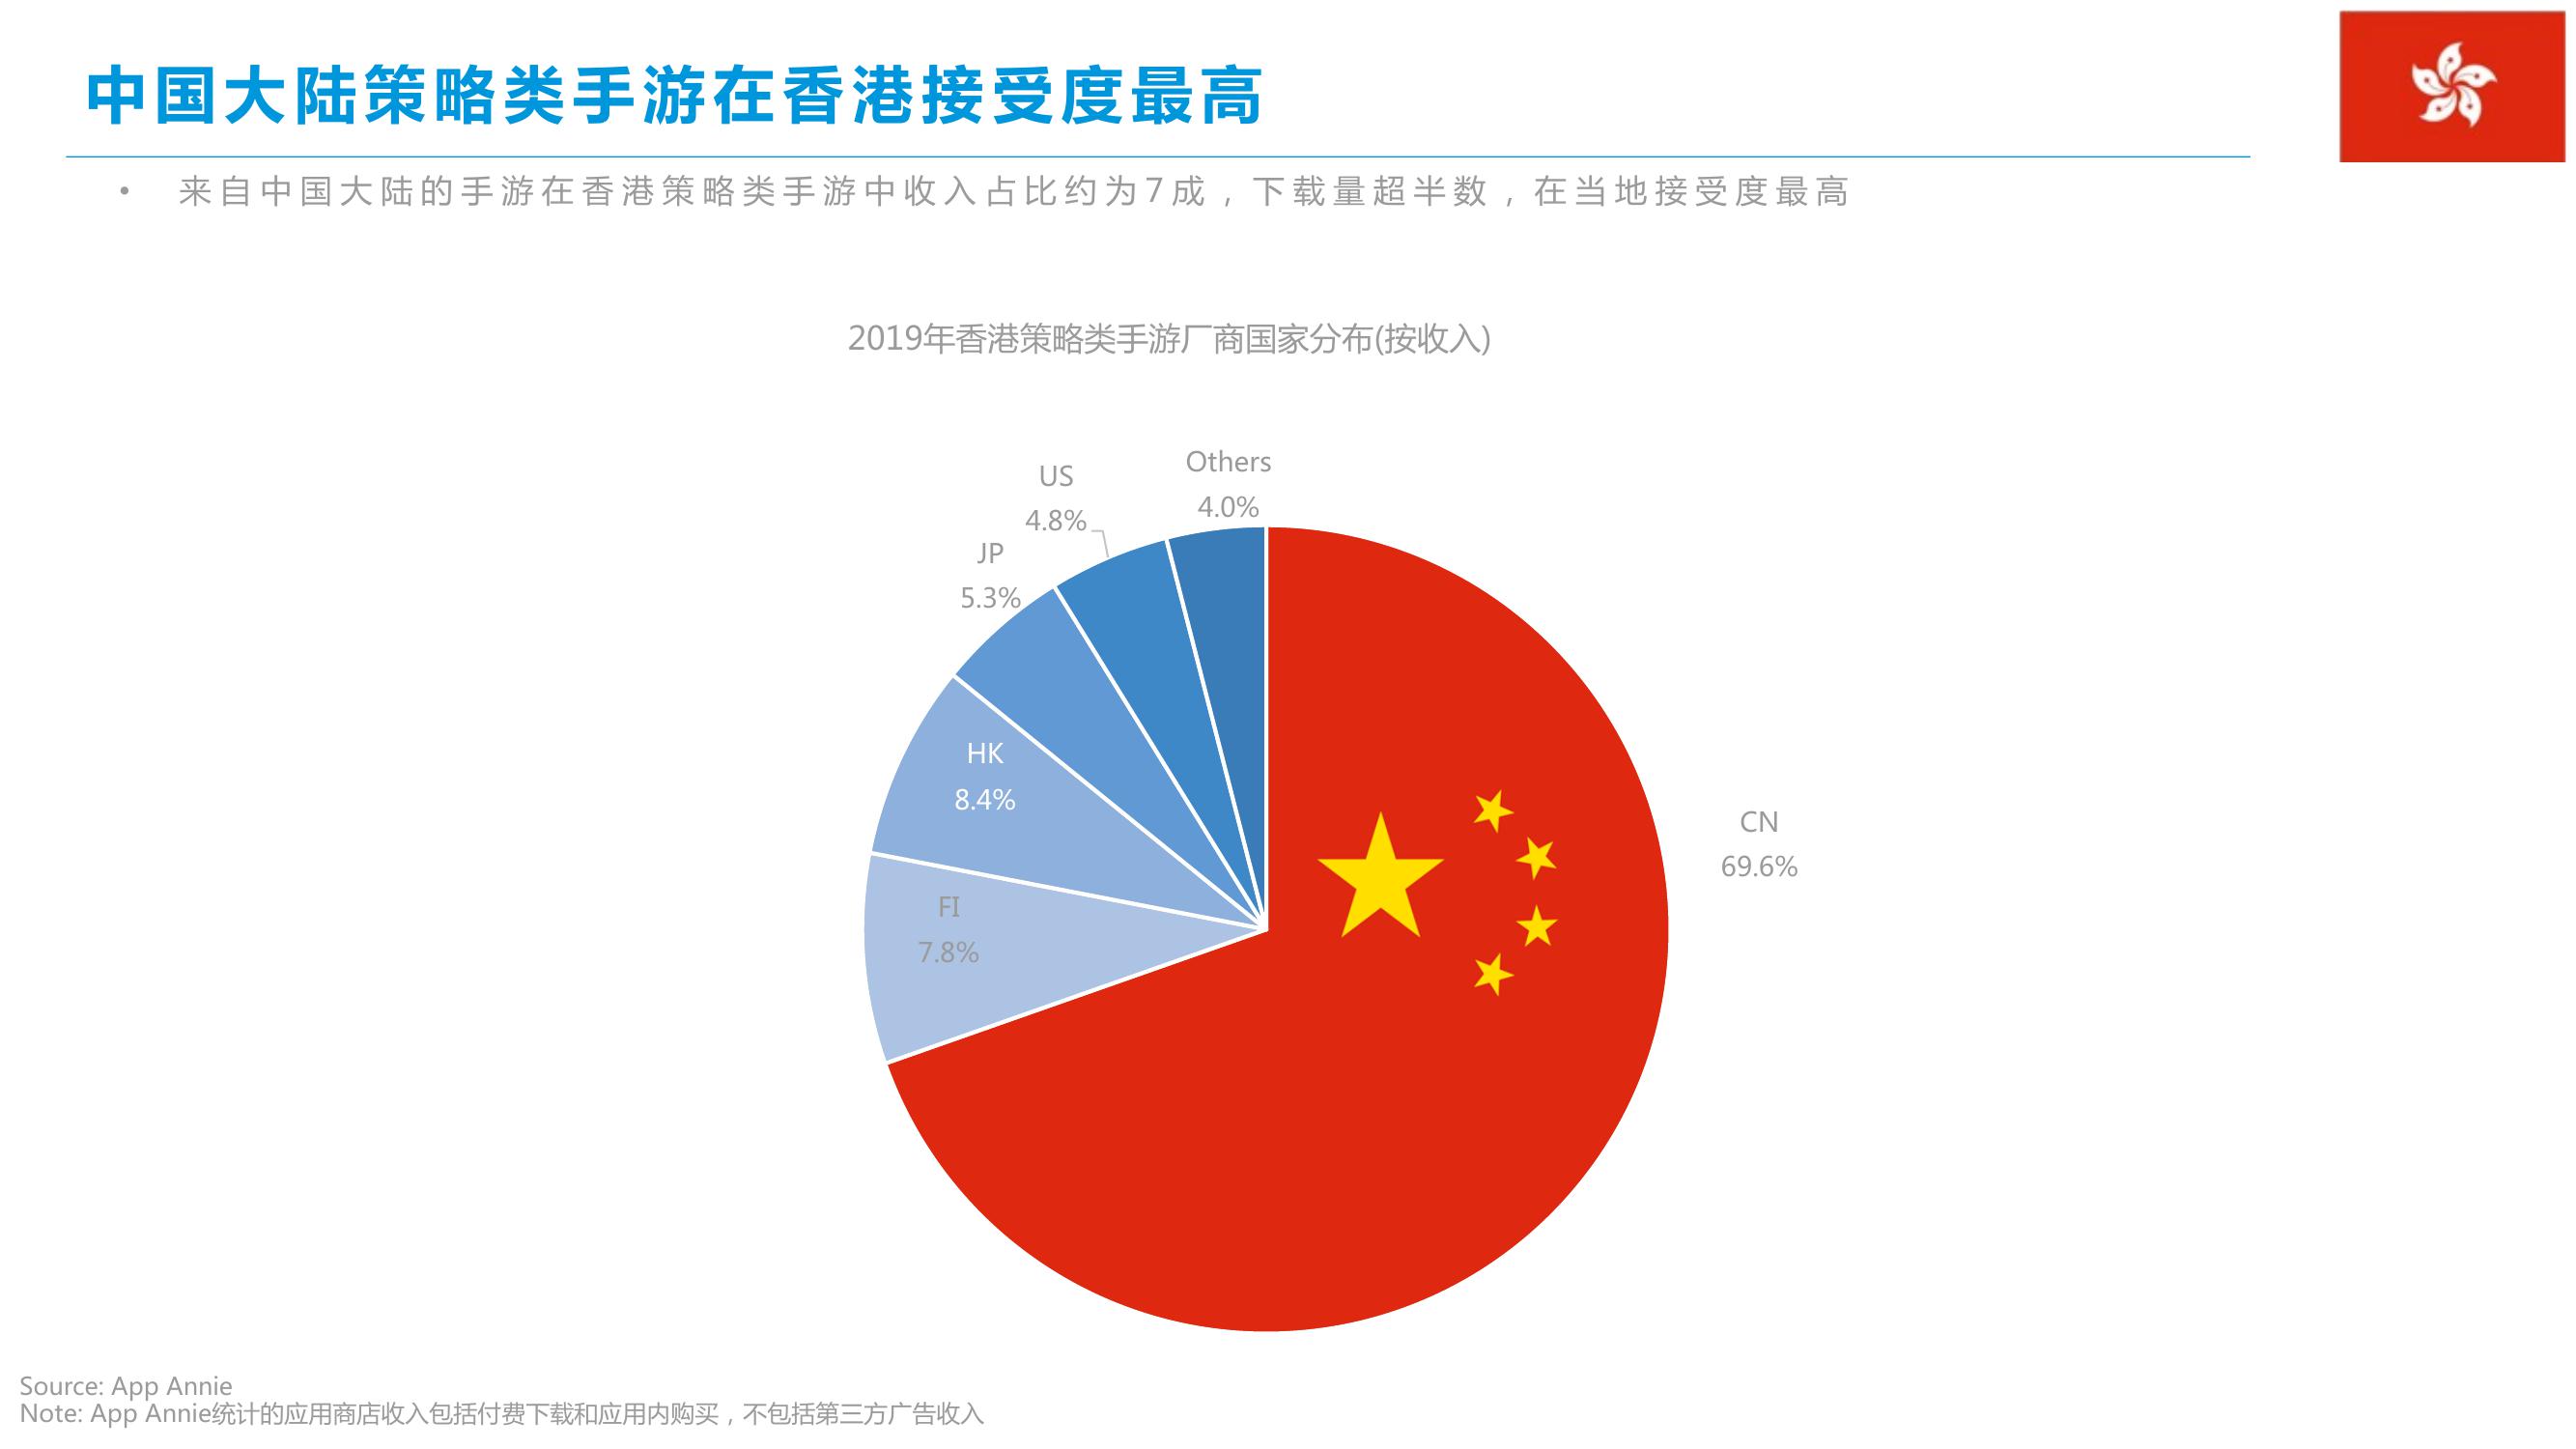 中国大陆策略类手游在香港接受度最高
• 来自中国大陆的手游在香港策略类手游中收入占比约为7成，下载量超半数，在当地接受度最高
2019年香港策略类手游厂商国家分布(按收入)
Others
4.0%
US
4.8%
JP
5.3%
HK
8.4%
FI
7.8%
CN
69.6%
Source: App Annie
Note: App Annie统计的应用商店收入包括付费下载和应用内购买，不包括第三方广告收入